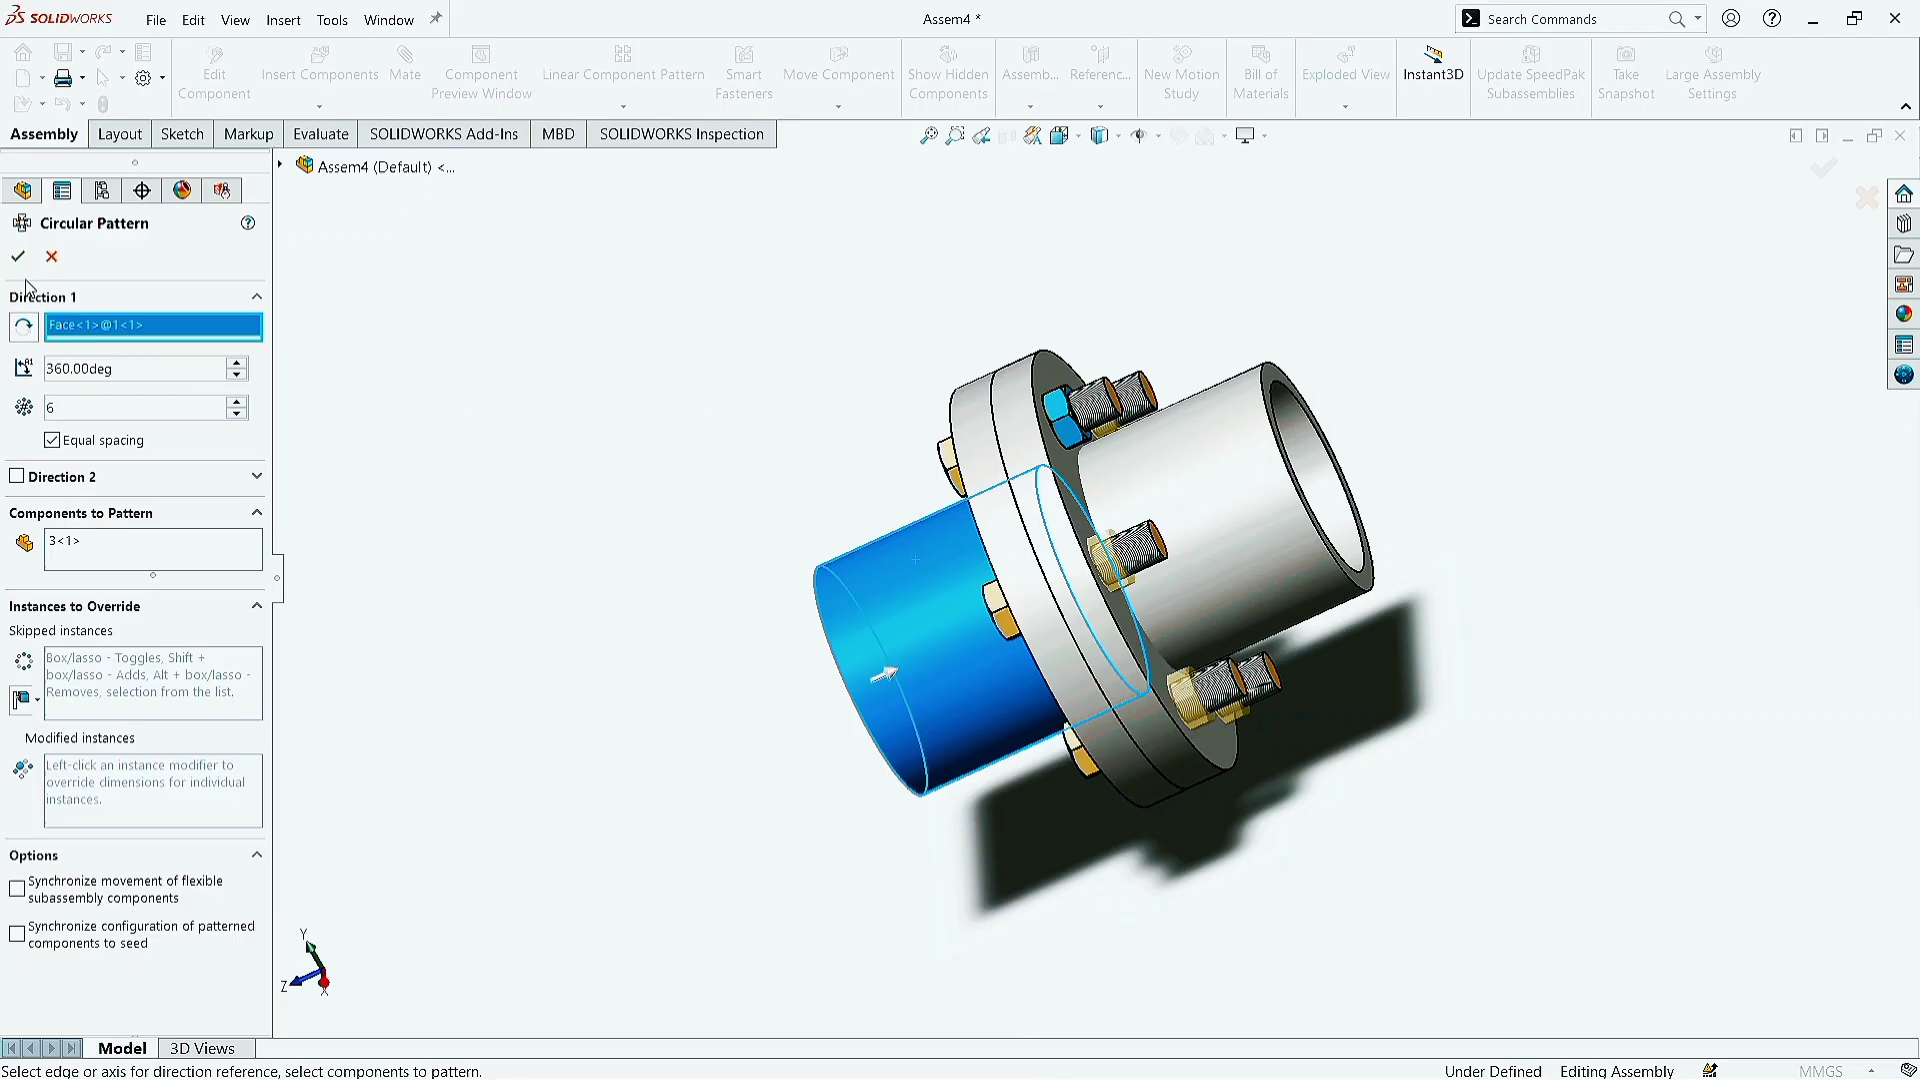 SOLIDWORKS
File Edit View Insert Tools Window
Assem4 *
Search Commands
Edit Component
Insert Components
Mate
Component Preview Window
Linear Component Pattern
Smart Fasteners
Move Component
Show Hidden Components
Assemb...
Referenc...
New Motion Study
Bill of Materials
Exploded View
Instant3D
Update SpeedPak Subassemblies
Take Snapshot
Large Assembly Settings
Assembly Layout Sketch Markup Evaluate SOLIDWORKS Add-Ins MBD SOLIDWORKS Inspection
Assem4 (Default) <...
Circular Pattern
Direction 1
Face<1>@1<1>
360.00deg
6
Equal spacing
Direction 2
Components to Pattern
3<1>
Instances to Override
Skipped instances
Box/lasso - Toggles, Shift +
box/lasso - Adds, Alt + box/lasso -
Removes, selection from the list.
Modified instances
Left-click an instance modifier to
override dimensions for individual
instances.
Options
Synchronize movement of flexible
subassembly components
Synchronize configuration of patterned
components to seed
Y
Z
X
Model 3D Views
Select edge or axis for direction reference, select components to pattern.
Under Defined Editing Assembly MMGS